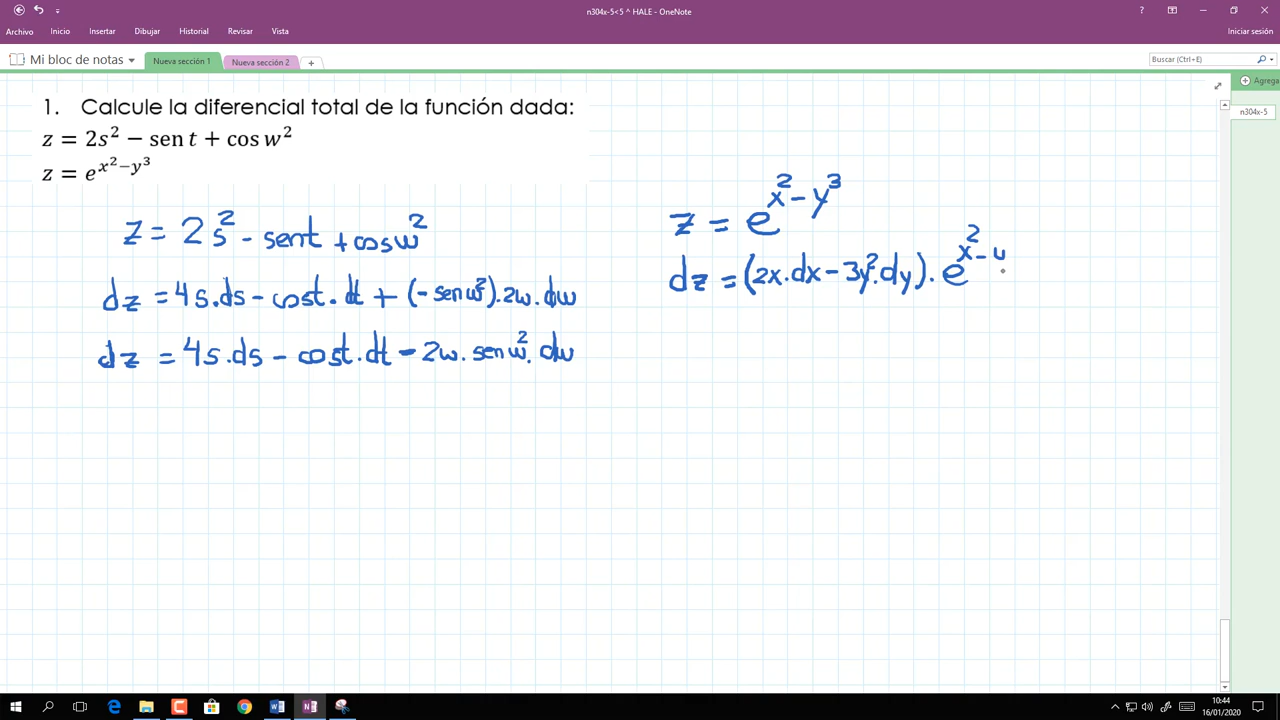 n304x-5<5 ^ HALE - OneNote
Archivo Inicio Insertar Dibujar Historial Revisar Vista Iniciar sesión
Mi bloc de notas Nueva sección 1 Nueva sección 2 Buscar (Ctrl+E)
Agrega
n304x-5
1. Calcule la diferencial total de la función dada:
z = 2s² − sen t + cos w²
z = e^{x²−y³}
z = 2s² - sent + cosw²
dz = 4s.ds - cost.dt + (-senw²).2w.dw
dz = 4s.ds - cost.dt - 2w.senw².dw
z = e^{x²-y³}
dz = (2x.dx - 3y².dy).e^{x²-y
10:44
16/01/2020